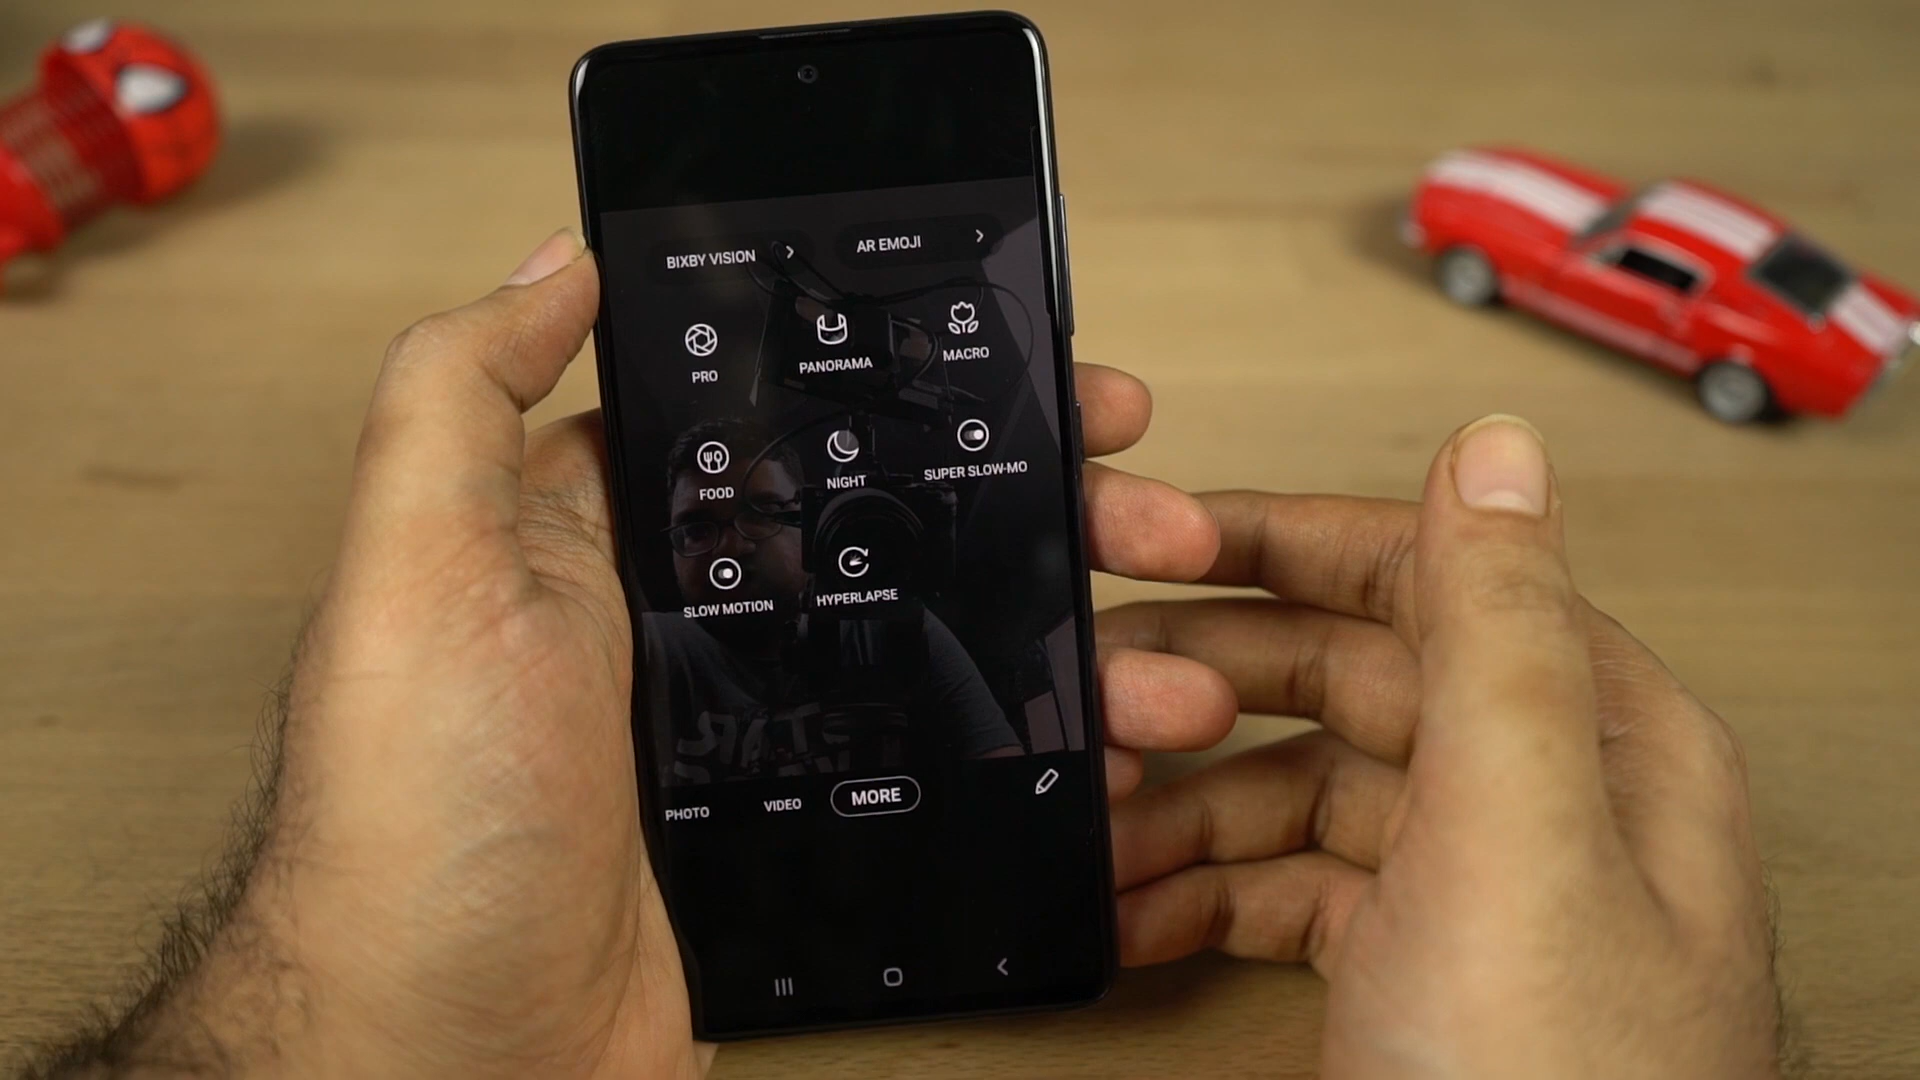 BIXBY VISION
AR EMOJI
PRO
PANORAMA
MACRO
FOOD
NIGHT
SUPER SLOW-MO
SLOW MOTION
HYPERLAPSE
PHOTO
VIDEO
MORE